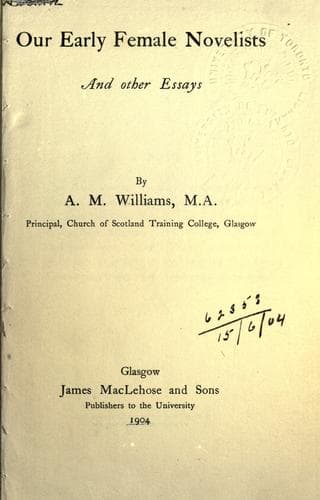 Our Early Female Novelists
And other Essays
By
A. M. Williams, M.A.
Principal, Church of Scotland Training College, Glasgow
62353
15/6/04
Glasgow
James MacLehose and Sons
Publishers to the University
1904